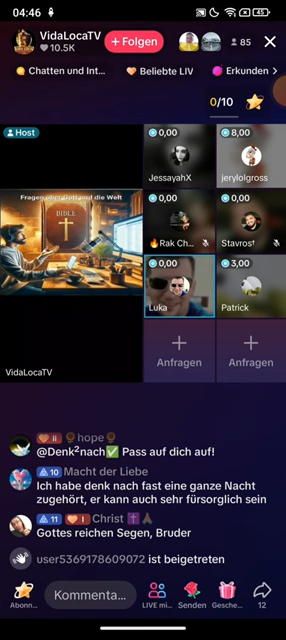 04:46
45
VidaLocaTV
10.5K
+ Folgen
85
Chatten und Int...
Beliebte LIV
Erkunden
0/10
Host
0,00
8,00
JessayahX
jerylolgross
Fragen über Gott und die Welt
BIBLE
0,00
0,00
Rak Ch...
Stavros†
0,00
3,00
Luka
Patrick
Anfragen
Anfragen
VidaLocaTV
ii hope
@Denk²nach✅ Pass auf dich auf!
10 Macht der Liebe
Ich habe denk nach fast eine ganze Nacht
zugehört, er kann auch sehr fürsorglich sein
11 I Christ ✝️🙏🏽
Gottes reichen Segen, Bruder
user5369178609072 ist beigetreten
Abonn...
Kommenta...
LIVE mi...
Senden
Gesche...
12